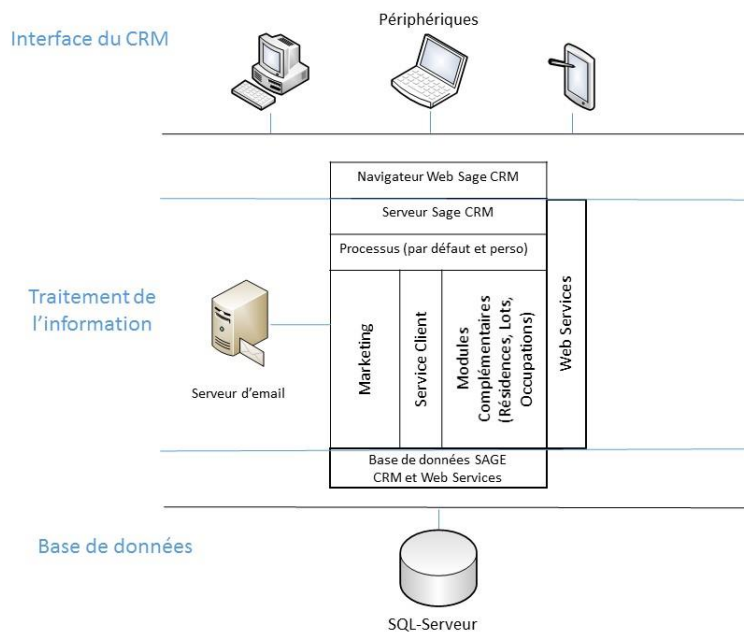 Périphériques
Interface du CRM
Navigateur Web Sage CRM
Serveur Sage CRM
Processus (par défaut et perso)
Traitement de
l'information
Serveur d'email
Marketing
Service Client
Modules
Complémentaires
(Résidences, Lots,
Occupations)
Web Services
Base de données SAGE
CRM et Web Services
Base de données
SQL-Serveur